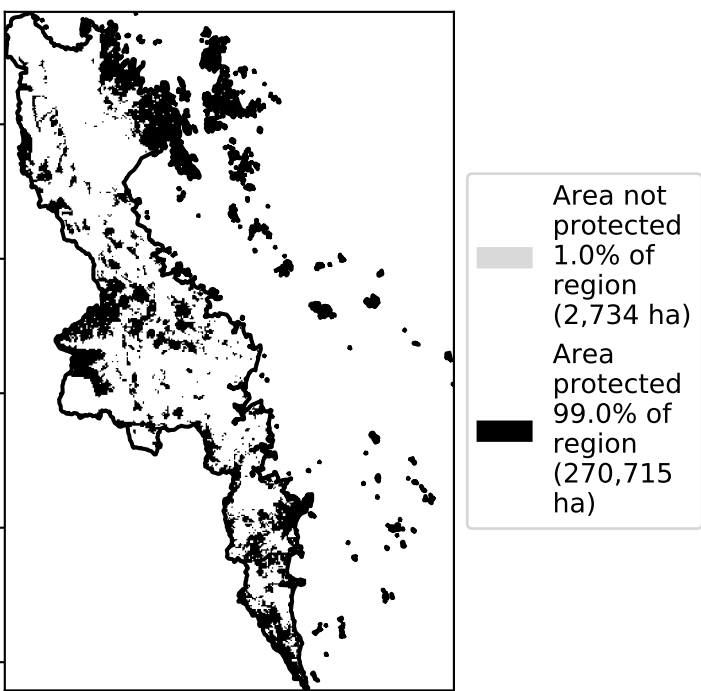 Area not
protected
1.0% of
region
(2,734 ha)
Area
protected
99.0% of
region
(270,715
ha)